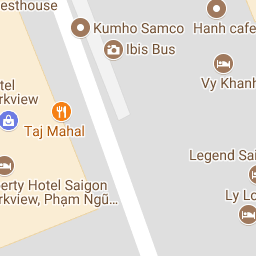 esthouse
Kumho Samco
Hanh cafe
Ibis Bus
Vy Khanh
tel
rkview
Taj Mahal
Legend Sai
erty Hotel Saigon
rkview, Phạm Ngũ...
Ly Lo